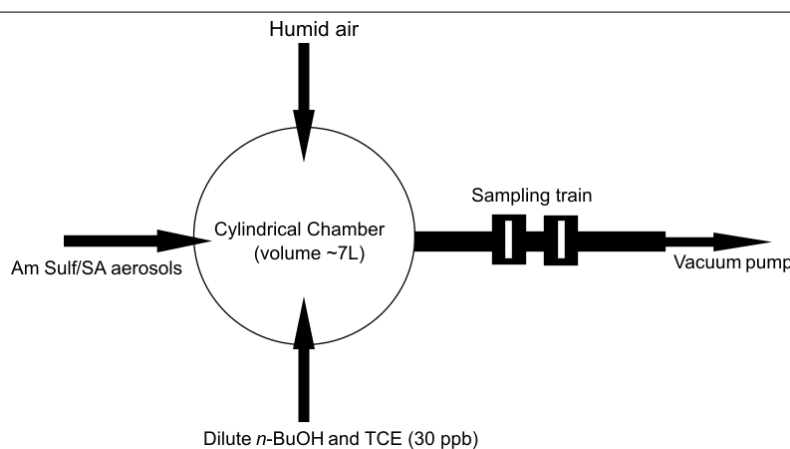 Humid air
Sampling train
Cylindrical Chamber
(volume ~7L)
Am Sulf/SA aerosols
Vacuum pump
Dilute n-BuOH and TCE (30 ppb)